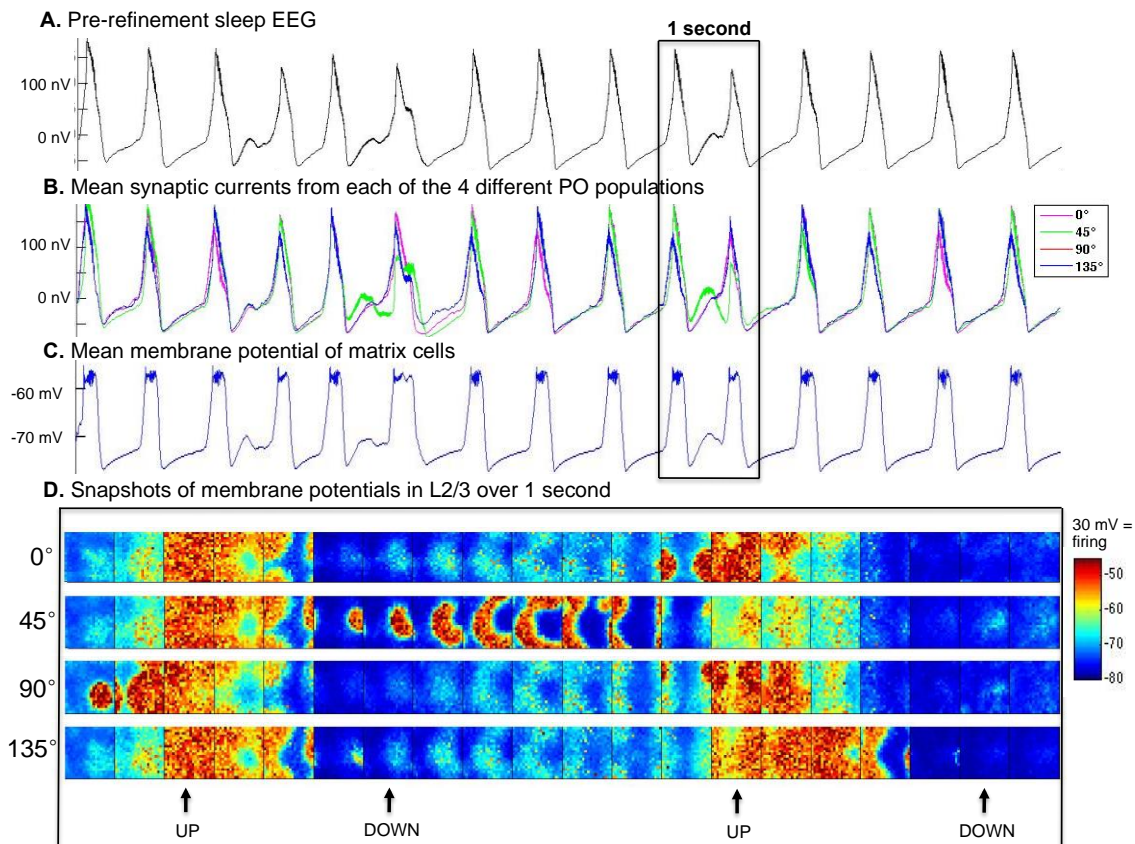 A. Pre-refinement sleep EEG
1 second
100 nV
0 nV
B. Mean synaptic currents from each of the 4 different PO populations
100 nV
0 nV
0°
45°
90°
135°
C. Mean membrane potential of matrix cells
-60 mV
-70 mV
D. Snapshots of membrane potentials in L2/3 over 1 second
0°
45°
90°
135°
30 mV =
firing
-50
-60
-70
-80
UP
DOWN
UP
DOWN